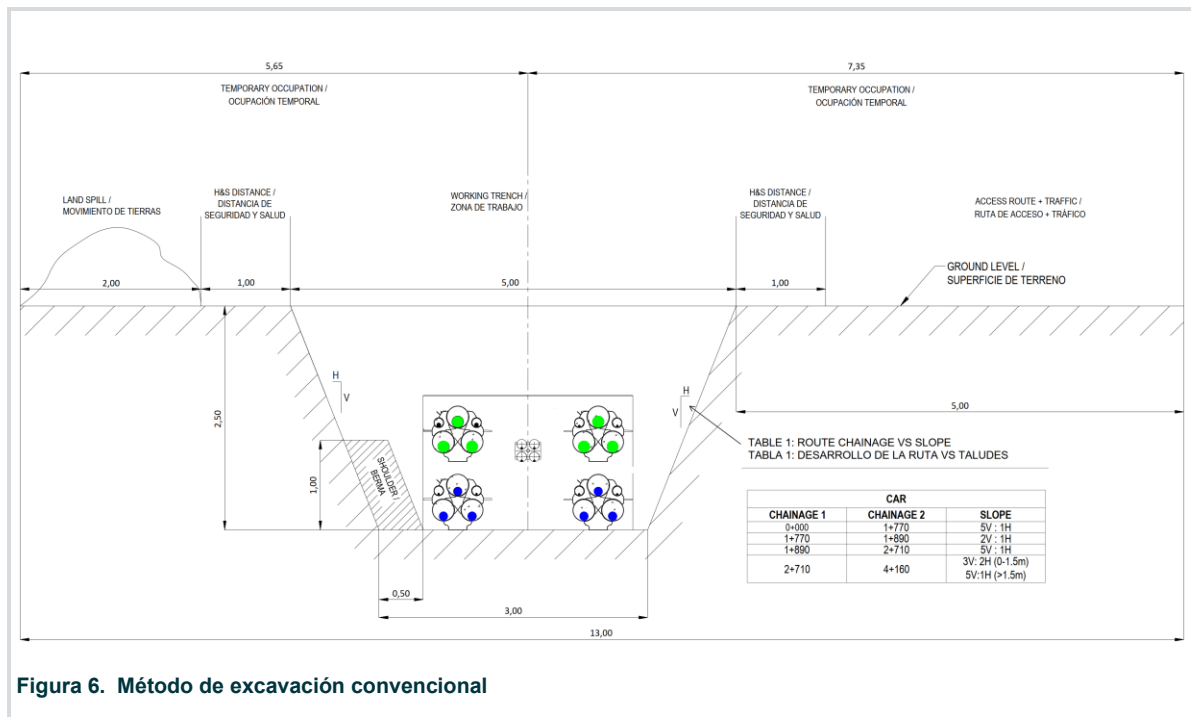 5,65
7,35
TEMPORARY OCCUPATION /
OCUPACIÓN TEMPORAL
TEMPORARY OCCUPATION /
OCUPACIÓN TEMPORAL
LAND SPILL /
MOVIMIENTO DE TIERRAS
H&S DISTANCE /
DISTANCIA DE
SEGURIDAD Y SALUD
WORKING TRENCH /
ZONA DE TRABAJO
H&S DISTANCE /
DISTANCIA DE
SEGURIDAD Y SALUD
ACCESS ROUTE + TRAFFIC /
RUTA DE ACCESO + TRÁFICO
GROUND LEVEL /
SUPERFICIE DE TERRENO
2,00
1,00
5,00
1,00
H
V
H
V
2,50
5,00
1,00
SHOULDER /
BERMA
TABLE 1: ROUTE CHAINAGE VS SLOPE
TABLA 1: DESARROLLO DE LA RUTA VS TALUDES
CAR
CHAINAGE 1 CHAINAGE 2 SLOPE
0+000 1+770 5V : 1H
1+770 1+890 2V : 1H
1+890 2+710 5V : 1H
2+710 4+160 3V: 2H (0-1.5m)
5V:1H (>1.5m)
0,50
3,00
13,00
Figura 6. Método de excavación convencional